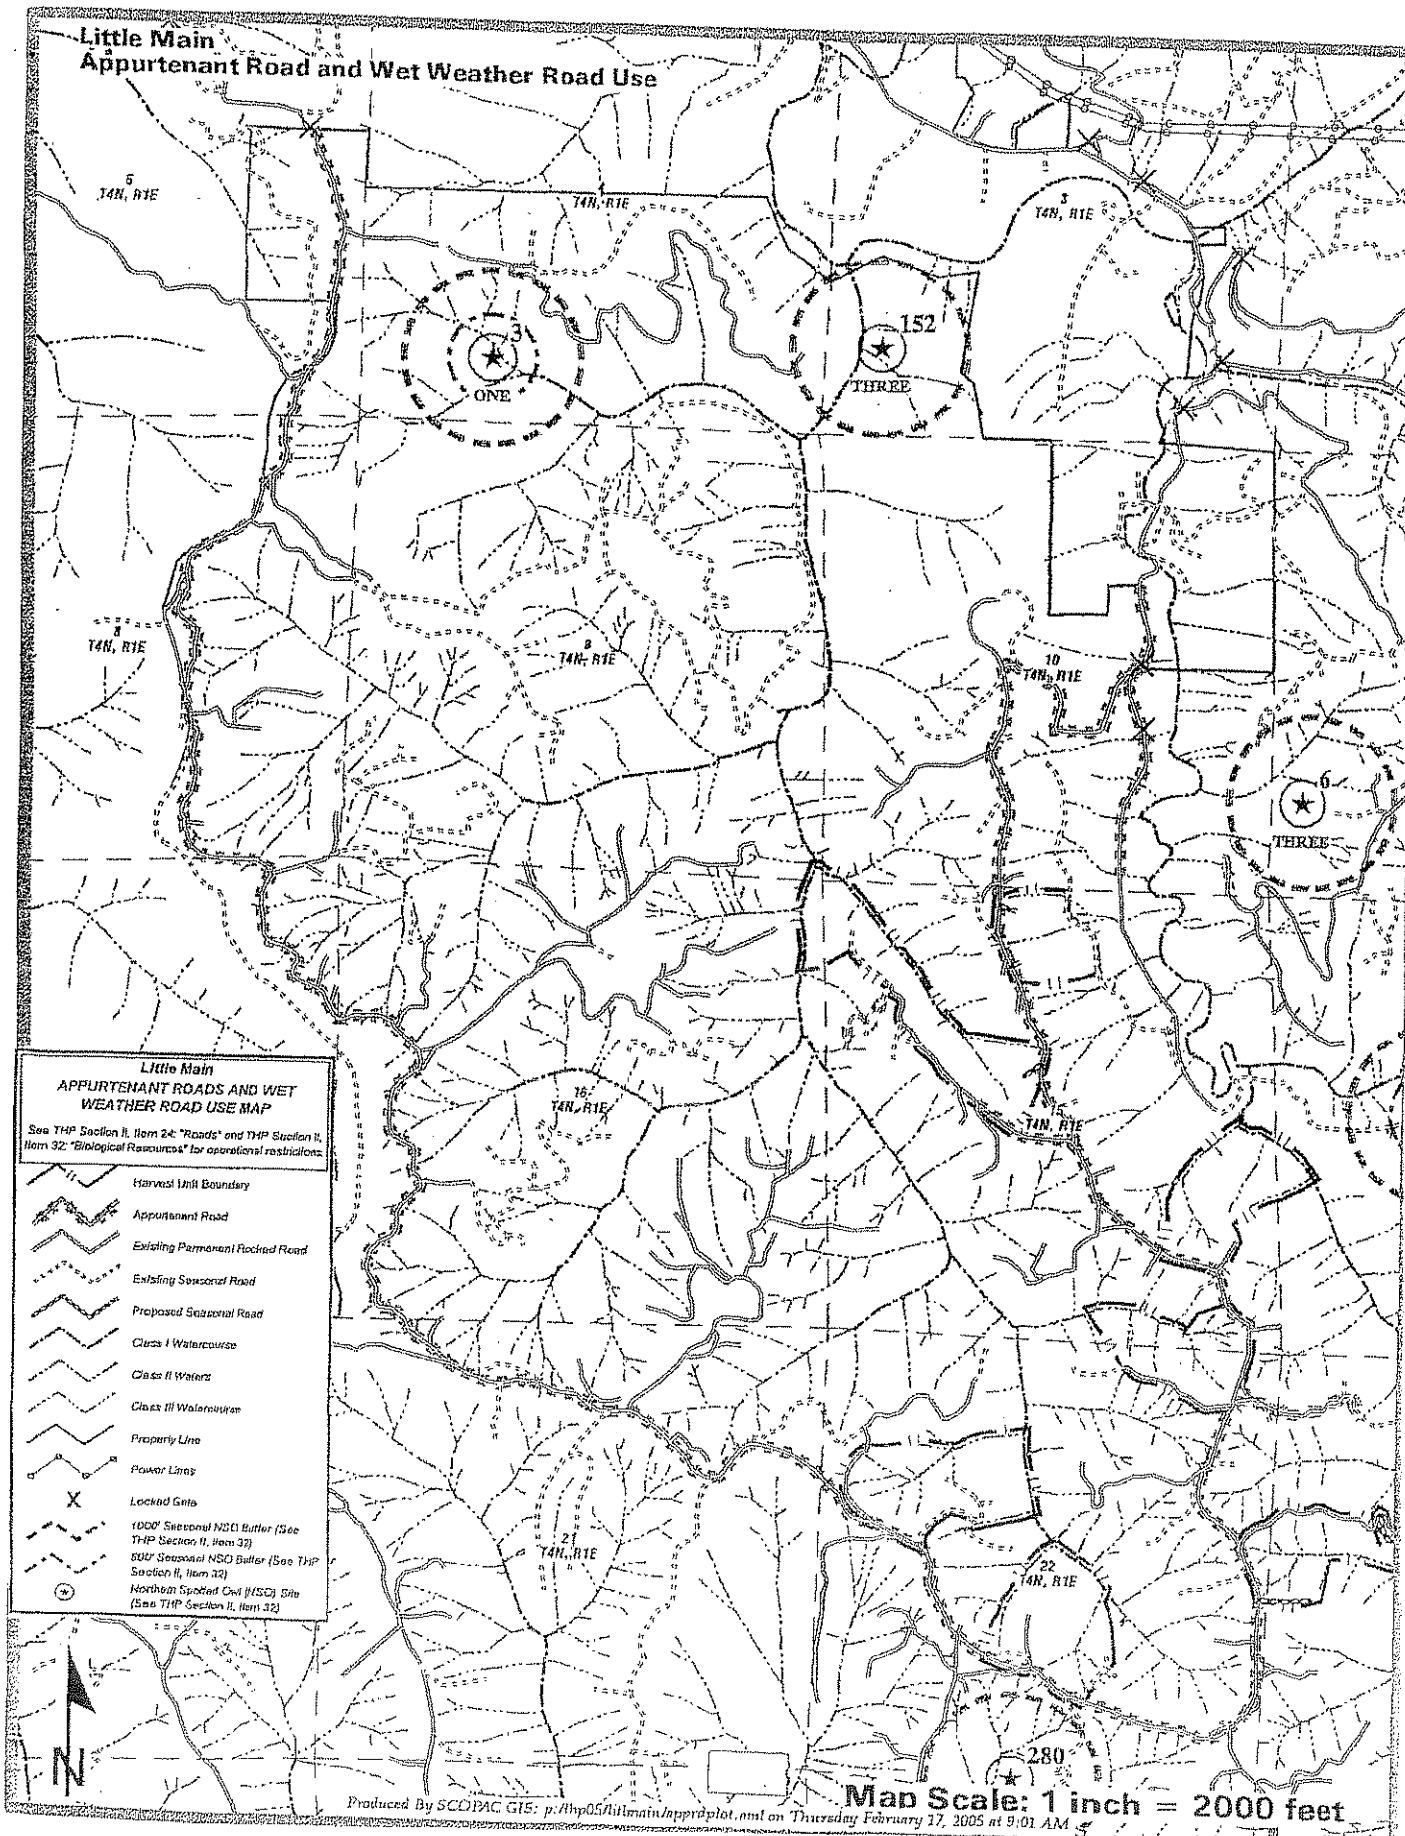 Little Main
Appurtenant Road and Wet Weather Road Use
T4N, R1E
T4N, R1E
3
T4N, R1E
3
ONE
152
THREE
8
T4N, R1E
8
T4N, R1E
10
T4N, R1E
6
THREE
16
T4N, R1E
T4N, R1E
21
T4N, R1E
22
T4N, R1E
280
Little Main
APPURTENANT ROADS AND WET
WEATHER ROAD USE MAP
See THP Section II, Item 24: "Roads" and THP Section II,
Item 32: "Biological Resources" for operational restrictions
Harvest Unit Boundary
Appurtenant Road
Existing Permanent Rocked Road
Existing Seasonal Road
Proposed Seasonal Road
Class I Watercourse
Class II Waters
Class III Watercourse
Property Line
Power Lines
X Locked Gate
1000' Seasonal NSO Buffer (See
THP Section II, Item 32)
500' Seasonal NSO Buffer (See THP
Section II, Item 32)
Northern Spotted Owl (NSO) Site
(See THP Section II, Item 32)
N
Map Scale: 1 inch = 2000 feet
Produced By SCOPAC GIS: p:/thp05/litlmain/apprdplot.aml on Thursday February 17, 2005 at 9:01 AM